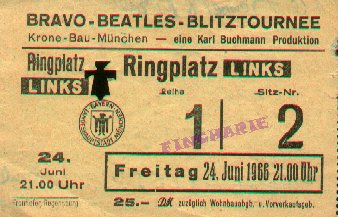 BRAVO-BEATLES-BLITZTOURNEE
Krone-Bau-München — eine Karl Buchmann Produktion
Ringplatz
LINKS
Ringplatz LINKS
Reihe
Sitz-Nr.
1
2
FINGHARIE
24.
Juni
21.00 Uhr
Freitag 24. Juni 1966 21.00 Uhr
25.- DM zuzüglich Wohnbauabgb. u. Vorverkaufsgeb.